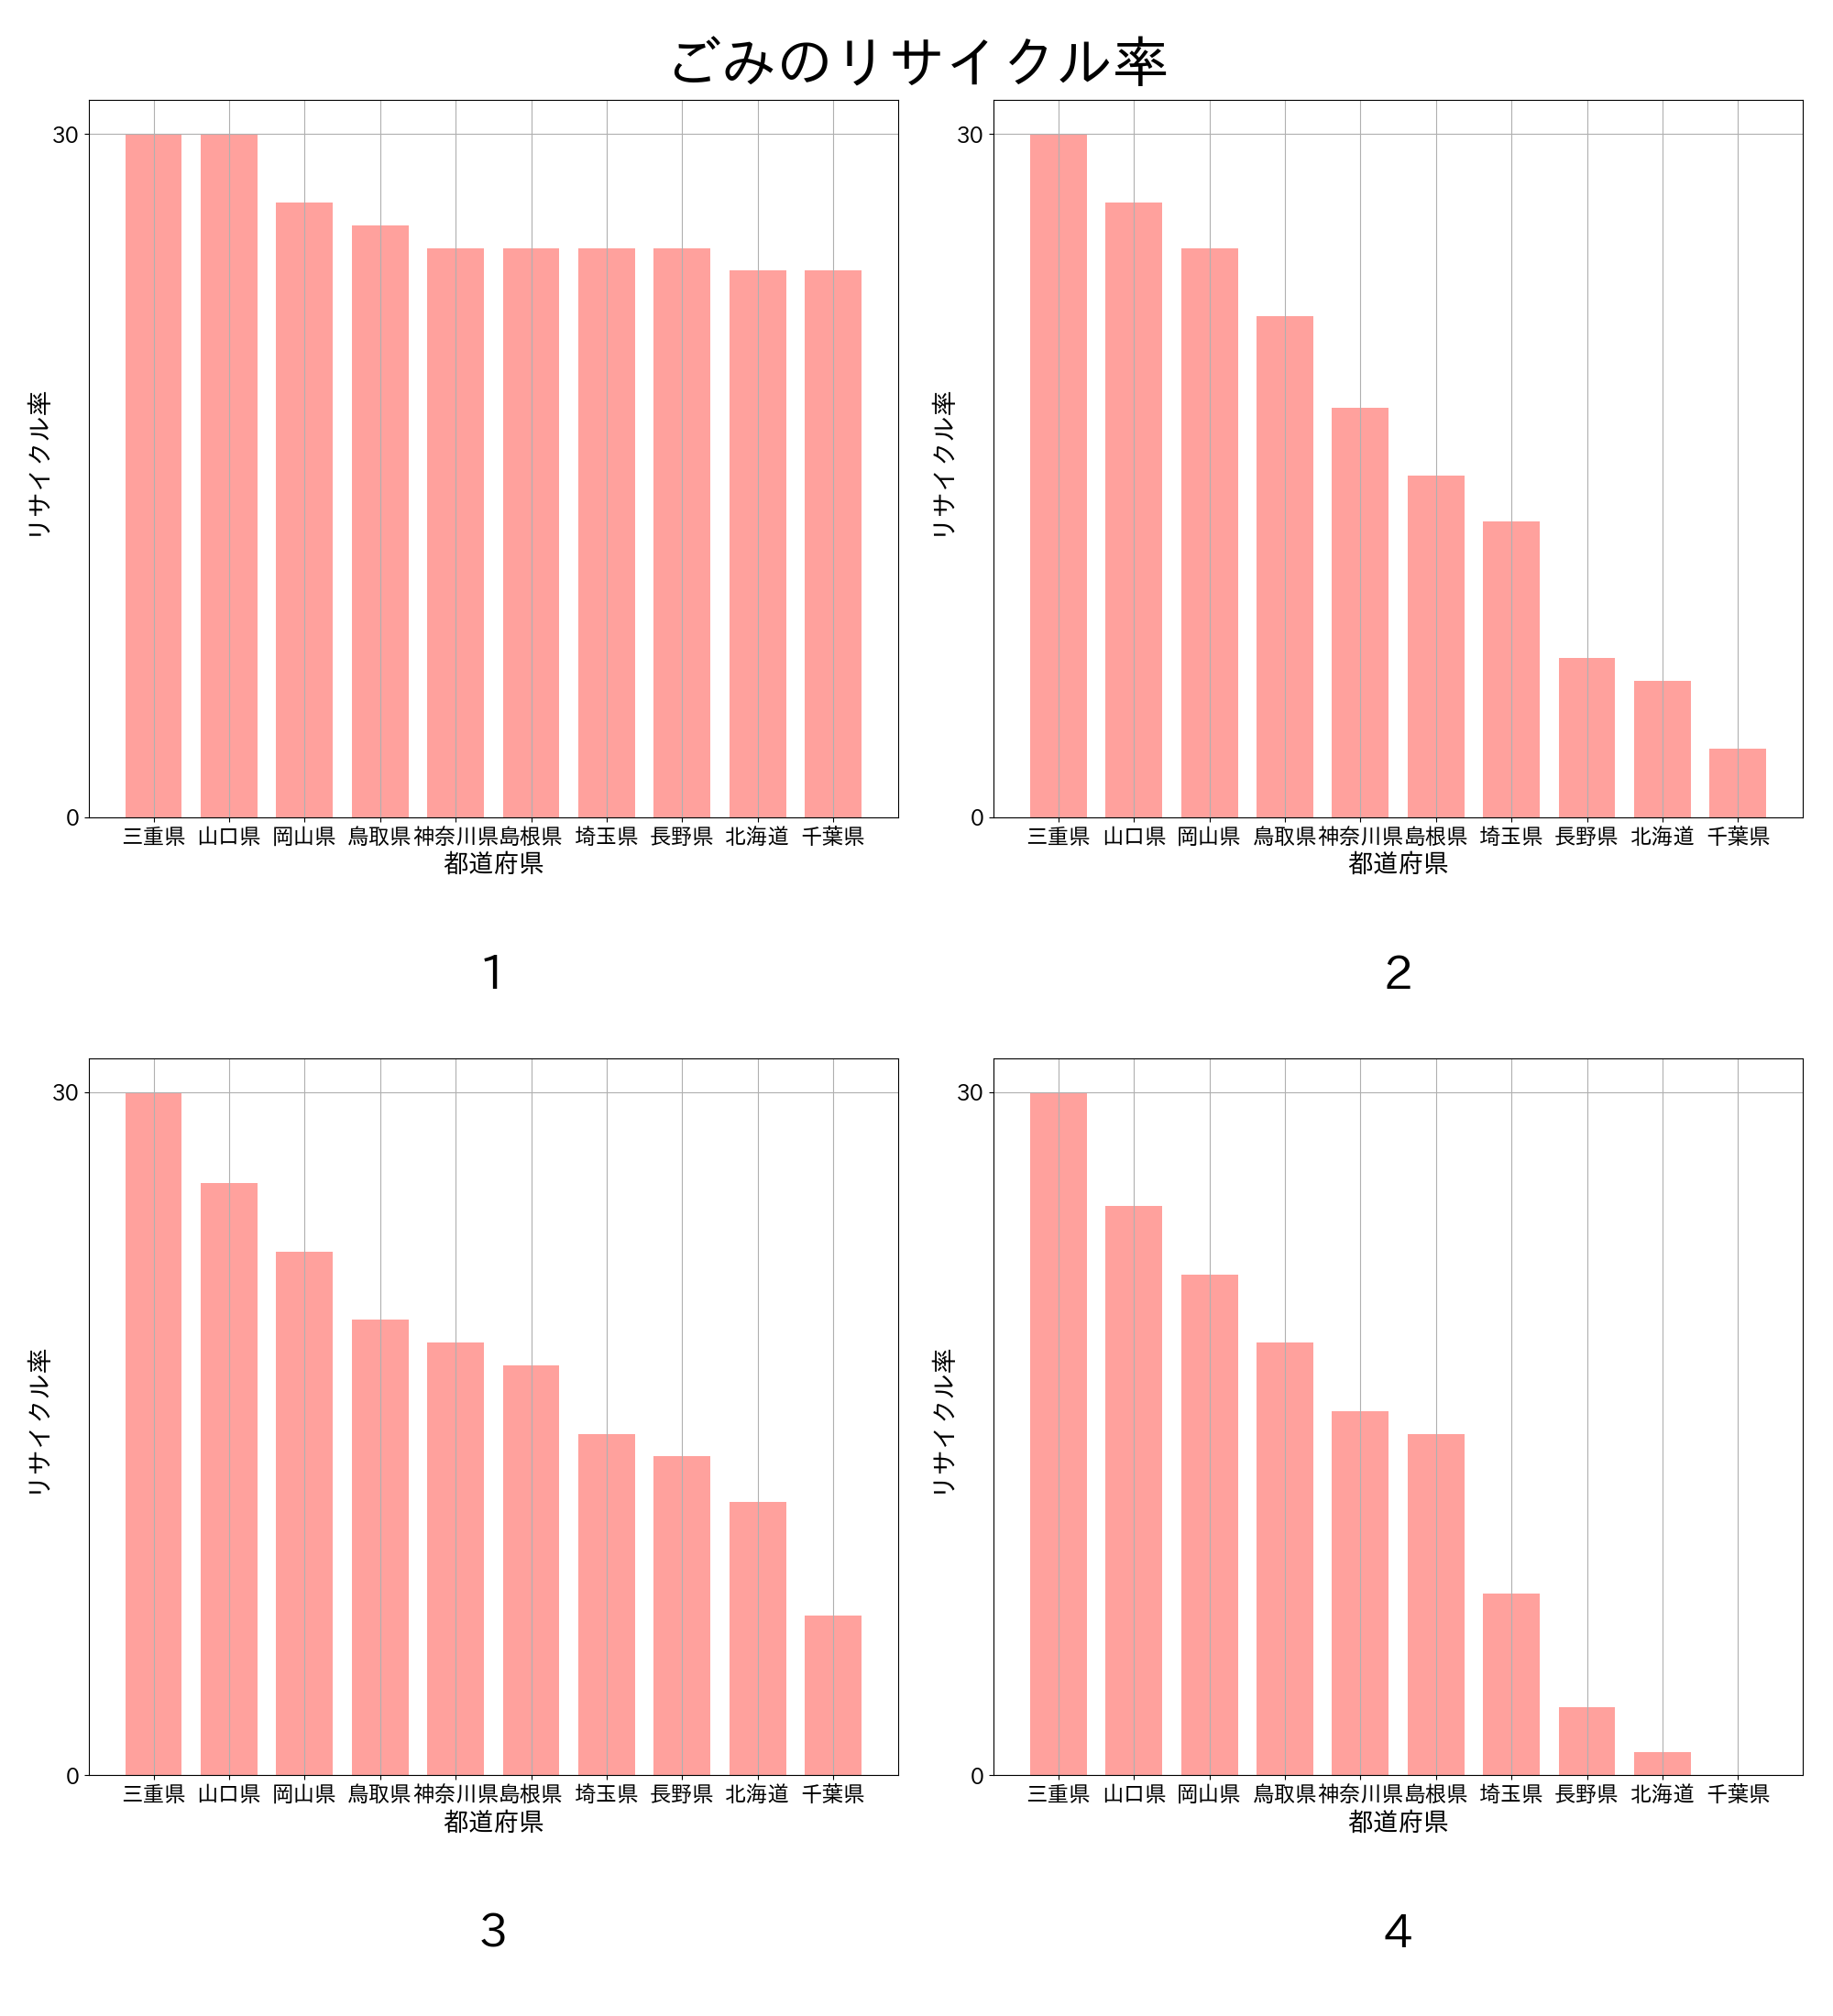 ごみのリサイクル率
30
0
リサイクル率
三重県 山口県 岡山県 鳥取県 神奈川県 島根県 埼玉県 長野県 北海道 千葉県
都道府県
1
30
0
リサイクル率
三重県 山口県 岡山県 鳥取県 神奈川県 島根県 埼玉県 長野県 北海道 千葉県
都道府県
2
30
0
リサイクル率
三重県 山口県 岡山県 鳥取県 神奈川県 島根県 埼玉県 長野県 北海道 千葉県
都道府県
3
30
0
リサイクル率
三重県 山口県 岡山県 鳥取県 神奈川県 島根県 埼玉県 長野県 北海道 千葉県
都道府県
4